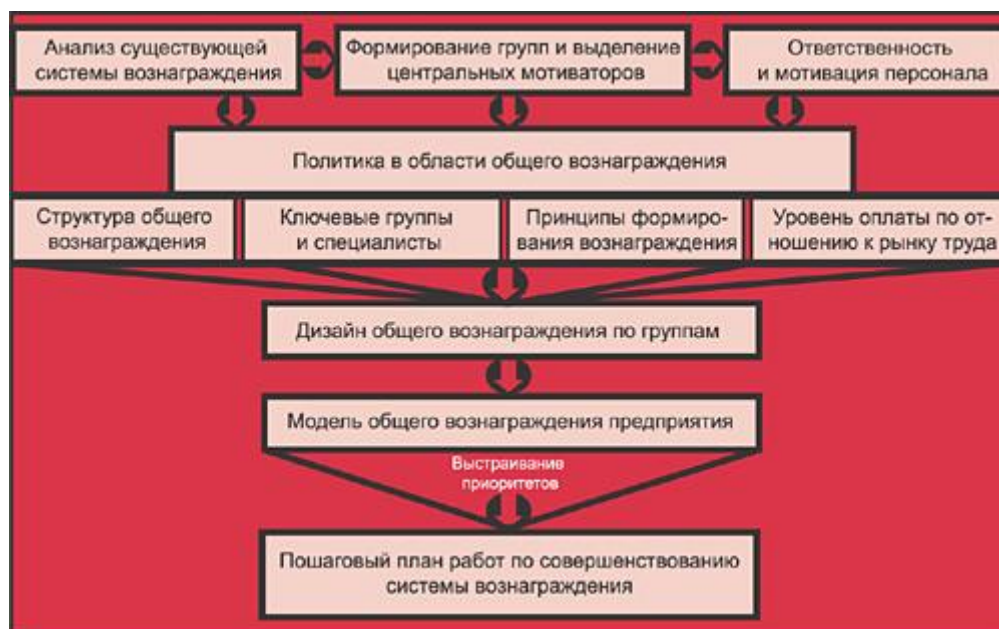 Анализ существующей
системы вознаграждения
Формирование групп и выделение
центральных мотиваторов
Ответственность
и мотивация персонала
Политика в области общего вознаграждения
Структура общего
вознаграждения
Ключевые группы
и специалисты
Принципы формиро-
вания вознаграждения
Уровень оплаты по от-
ношению к рынку труда
Дизайн общего вознаграждения по группам
Модель общего вознаграждения предприятия
Выстраивание
приоритетов
Пошаговый план работ по совершенствованию
системы вознаграждения